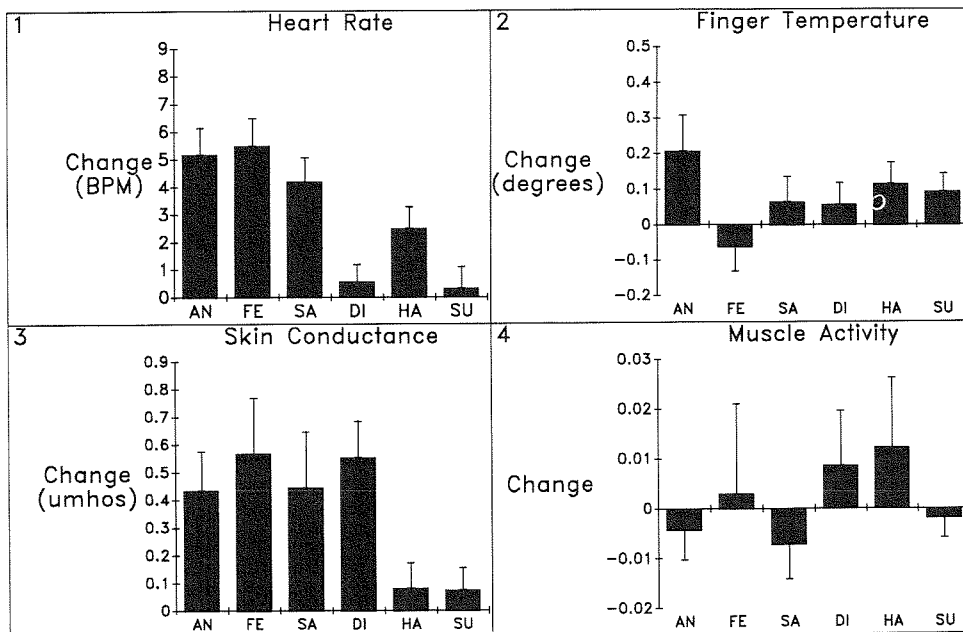 1
Heart Rate
9
8
7
6
5
4
3
2
1
0
Change
(BPM)
AN FE SA DI HA SU
2
Finger Temperature
0.5
0.4
0.3
0.2
0.1
0
−0.1
−0.2
Change
(degrees)
AN FE SA DI HA SU
3
Skin Conductance
0.9
0.8
0.7
0.6
0.5
0.4
0.3
0.2
0.1
0
Change
(umhos)
AN FE SA DI HA SU
4
Muscle Activity
0.03
0.02
0.01
0
−0.01
−0.02
Change
AN FE SA DI HA SU